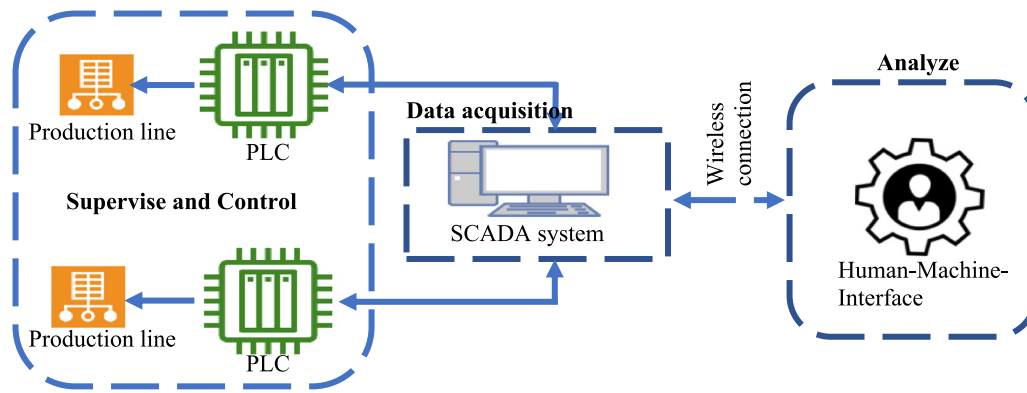 Production line
PLC
Supervise and Control
Production line
PLC
Data acquisition
SCADA system
Wireless
connection
Analyze
Human-Machine-
Interface